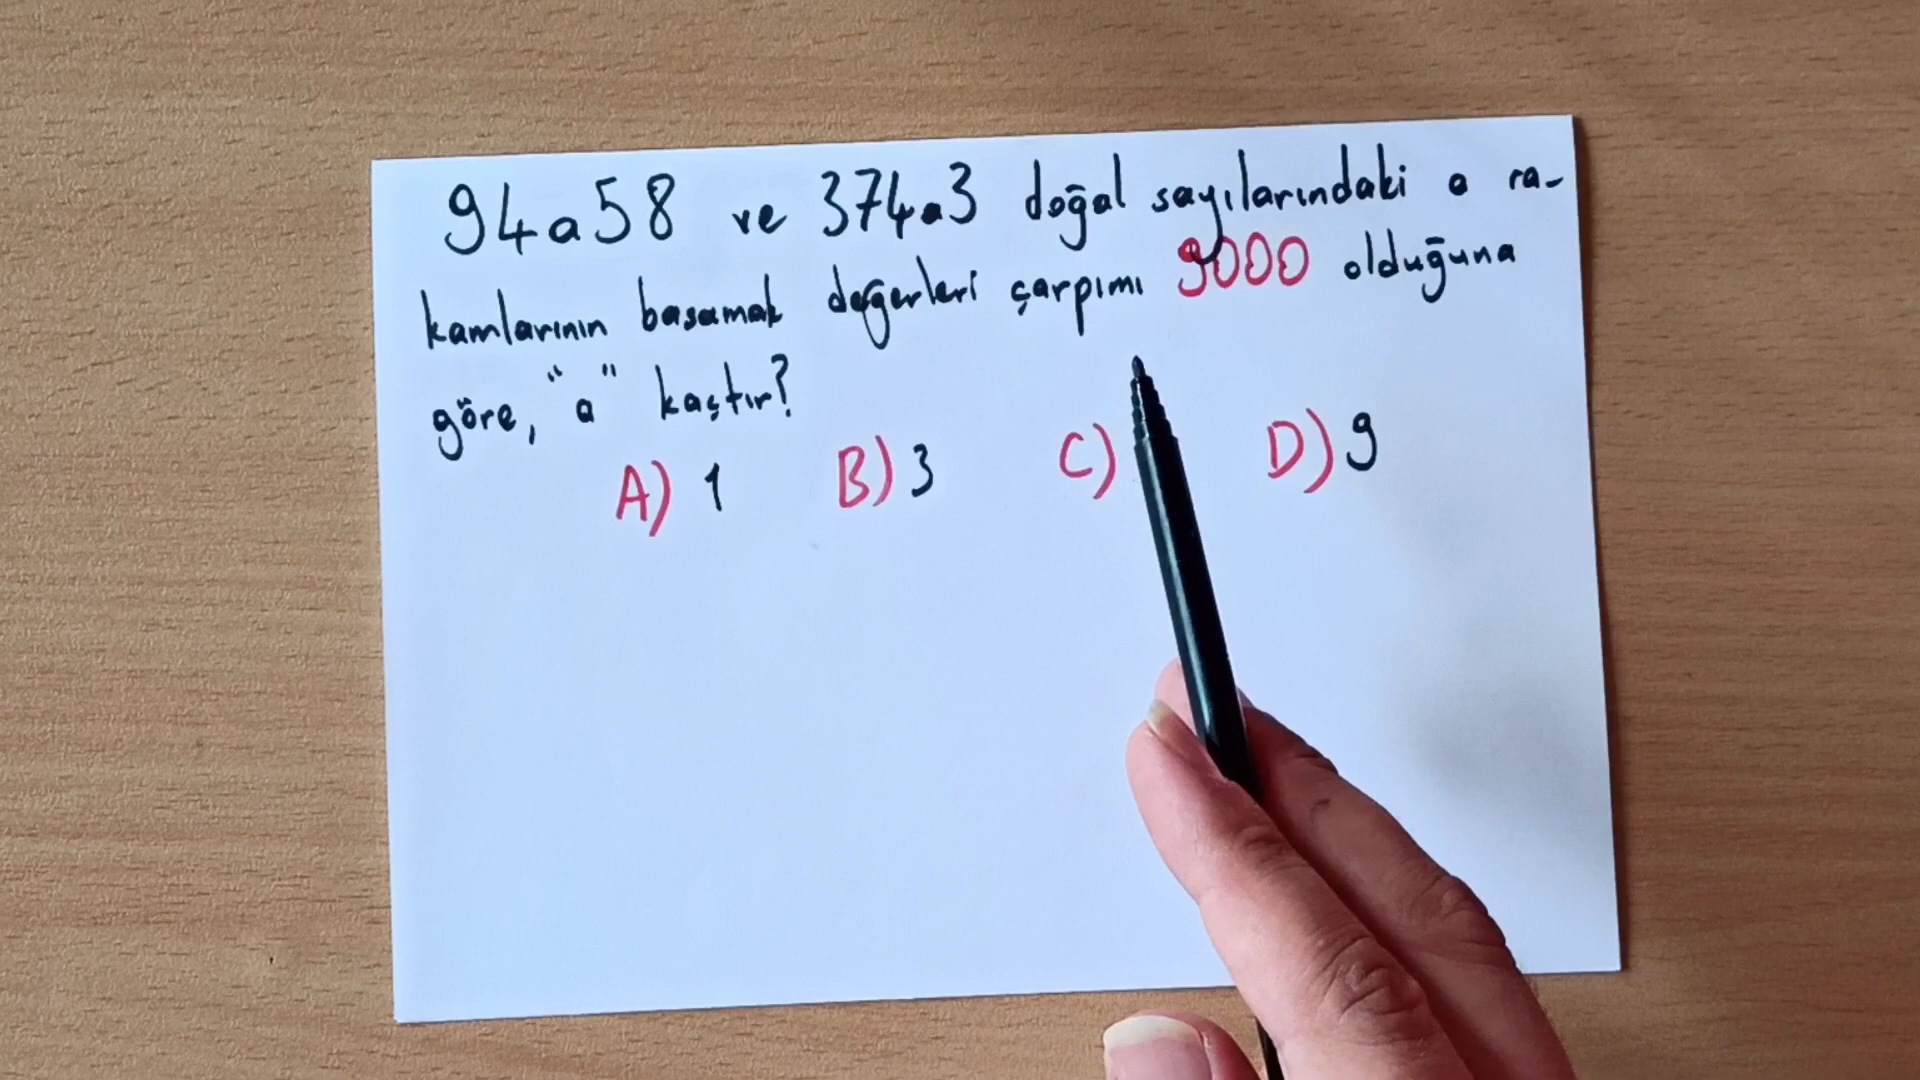 94a58 ve 374a3 doğal sayılarındaki a ra-
kamlarının basamak değerleri çarpımı 9000 olduğuna
göre, "a" kaçtır?
A) 1 B) 3 C) D) 9